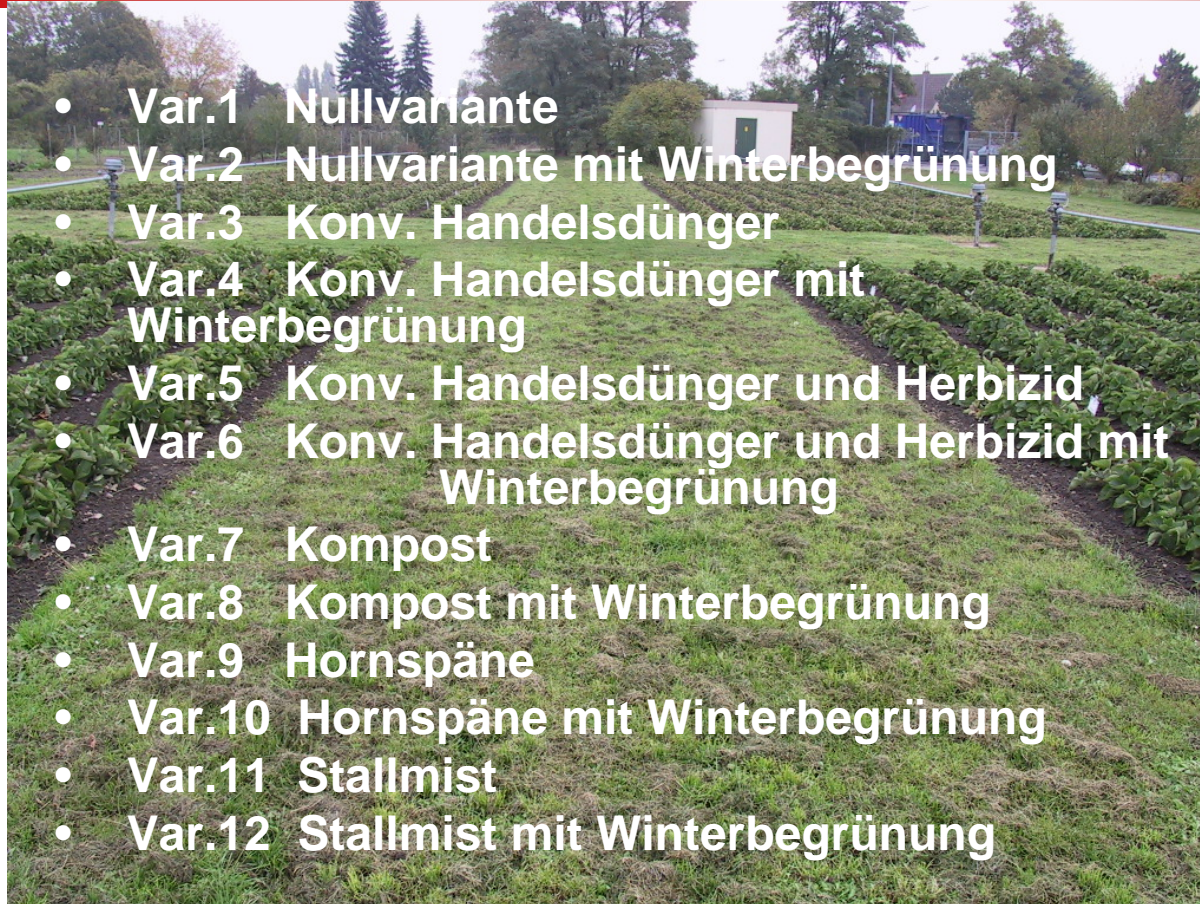 • Var.1 Nullvariante
• Var.2 Nullvariante mit Winterbegrünung
• Var.3 Konv. Handelsdünger
• Var.4 Konv. Handelsdünger mit
Winterbegrünung
• Var.5 Konv. Handelsdünger und Herbizid
• Var.6 Konv. Handelsdünger und Herbizid mit
Winterbegrünung
• Var.7 Kompost
• Var.8 Kompost mit Winterbegrünung
• Var.9 Hornspäne
• Var.10 Hornspäne mit Winterbegrünung
• Var.11 Stallmist
• Var.12 Stallmist mit Winterbegrünung